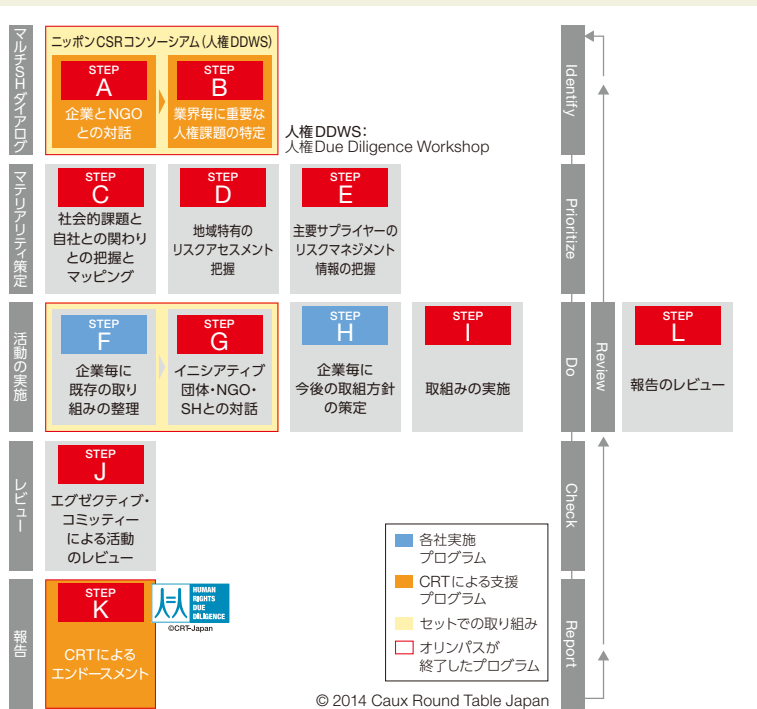 マルチSHダイアログ
ニッポンCSRコンソーシアム(人権DDWS)
STEP
A
企業とNGO
との対話
STEP
B
業界毎に重要な
人権課題の特定
人権DDWS:
人権Due Diligence Workshop
Identify
マテリアリティ策定
STEP
C
社会的課題と
自社との関わり
との把握と
マッピング
STEP
D
地域特有の
リスクアセスメント
把握
STEP
E
主要サプライヤーの
リスクマネジメント
情報の把握
Prioritize
活動の実施
STEP
F
企業毎に
既存の取り
組みの整理
STEP
G
イニシアティブ
団体・NGO・
SHとの対話
STEP
H
企業毎に
今後の取組方針
の策定
STEP
I
取組みの実施
Do
Review
STEP
L
報告のレビュー
レビュー
STEP
J
エグゼクティブ・
コミッティー
による活動
のレビュー
Check
報告
STEP
K
CRTによる
エンドースメント
HUMAN
RIGHTS
DUE
DILIGENCE
©CRT-Japan
各社実施
プログラム
CRTによる支援
プログラム
セットでの取り組み
オリンパスが
終了したプログラム
Report
© 2014 Caux Round Table Japan